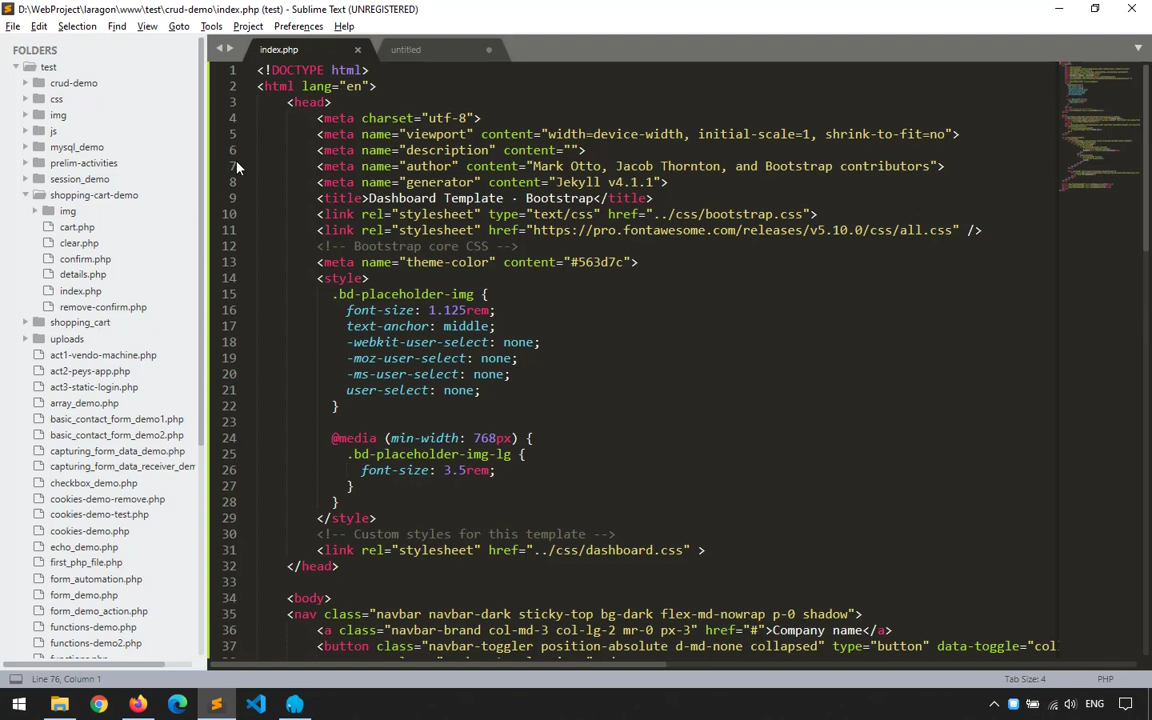 D:\WebProject\laragon\www\test\crud-demo\index.php (test) - Sublime Text (UNREGISTERED)
File Edit Selection Find View Goto Tools Project Preferences Help
FOLDERS
test
crud-demo
css
img
js
mysql_demo
prelim-activities
session_demo
shopping-cart-demo
img
cart.php
clear.php
confirm.php
details.php
index.php
remove-confirm.php
shopping_cart
uploads
act1-vendo-machine.php
act2-peys-app.php
act3-static-login.php
array_demo.php
basic_contact_form_demo1.php
basic_contact_form_demo2.php
capturing_form_data_demo.php
capturing_form_data_receiver_dem
checkbox_demo.php
cookies-demo-remove.php
cookies-demo-test.php
cookies-demo.php
echo_demo.php
first_php_file.php
form_automation.php
form_demo.php
form_demo_action.php
functions-demo.php
functions-demo2.php
index.php
untitled
1 <!DOCTYPE html>
2 <html lang="en">
3 <head>
4 <meta charset="utf-8">
5 <meta name="viewport" content="width=device-width, initial-scale=1, shrink-to-fit=no">
6 <meta name="description" content="">
7 <meta name="author" content="Mark Otto, Jacob Thornton, and Bootstrap contributors">
8 <meta name="generator" content="Jekyll v4.1.1">
9 <title>Dashboard Template · Bootstrap</title>
10 <link rel="stylesheet" type="text/css" href="../css/bootstrap.css">
11 <link rel="stylesheet" href="https://pro.fontawesome.com/releases/v5.10.0/css/all.css" />
12 <!-- Bootstrap core CSS -->
13 <meta name="theme-color" content="#563d7c">
14 <style>
15 .bd-placeholder-img {
16 font-size: 1.125rem;
17 text-anchor: middle;
18 -webkit-user-select: none;
19 -moz-user-select: none;
20 -ms-user-select: none;
21 user-select: none;
22 }
23
24 @media (min-width: 768px) {
25 .bd-placeholder-img-lg {
26 font-size: 3.5rem;
27 }
28 }
29 </style>
30 <!-- Custom styles for this template -->
31 <link rel="stylesheet" href="../css/dashboard.css" >
32 </head>
33
34 <body>
35 <nav class="navbar navbar-dark sticky-top bg-dark flex-md-nowrap p-0 shadow">
36 <a class="navbar-brand col-md-3 col-lg-2 mr-0 px-3" href="#">Company name</a>
37 <button class="navbar-toggler position-absolute d-md-none collapsed" type="button" data-toggle="col
Line 76, Column 1
Tab Size: 4
PHP
ENG